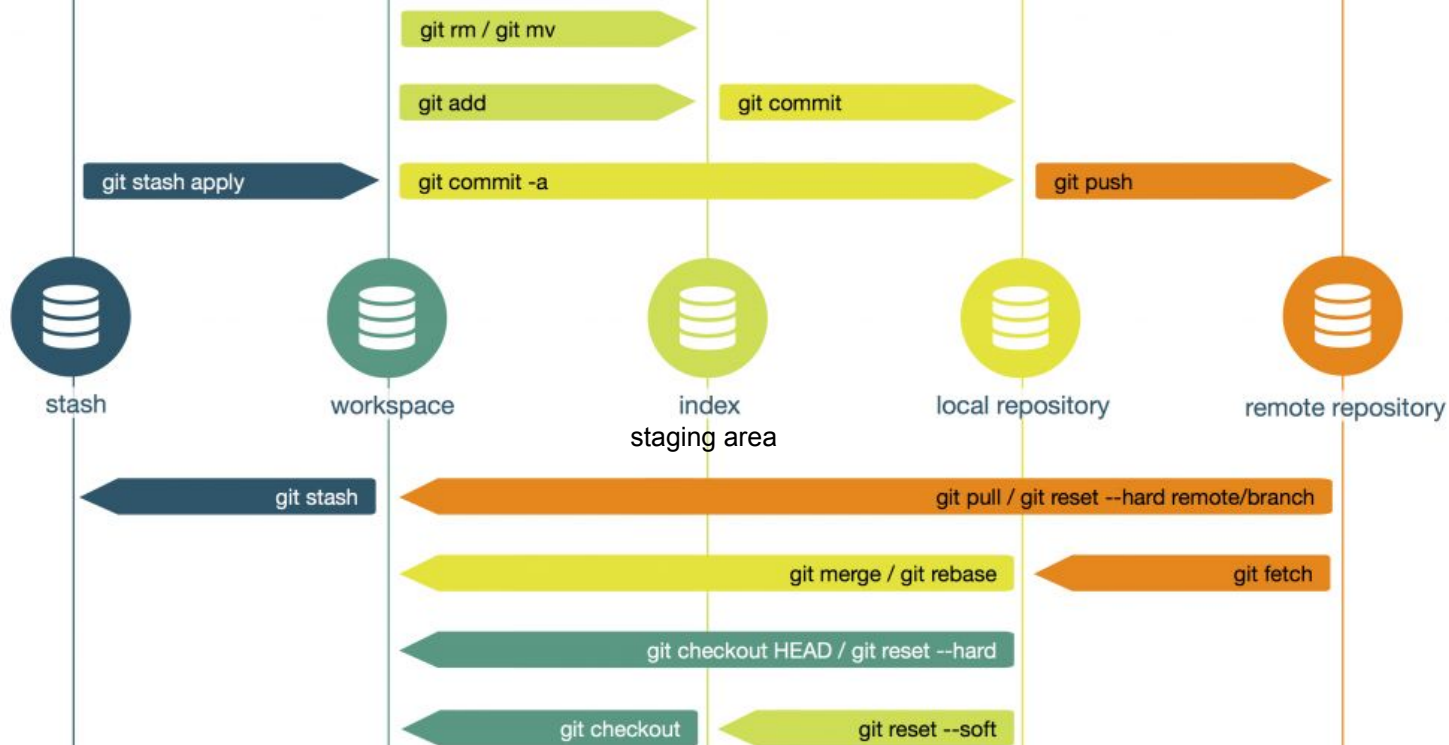 git rm / git mv
git add
git commit
git stash apply
git commit -a
git push
stash
workspace
index
local repository
remote repository
staging area
git stash
git pull / git reset --hard remote/branch
git merge / git rebase
git fetch
git checkout HEAD / git reset --hard
git checkout
git reset --soft